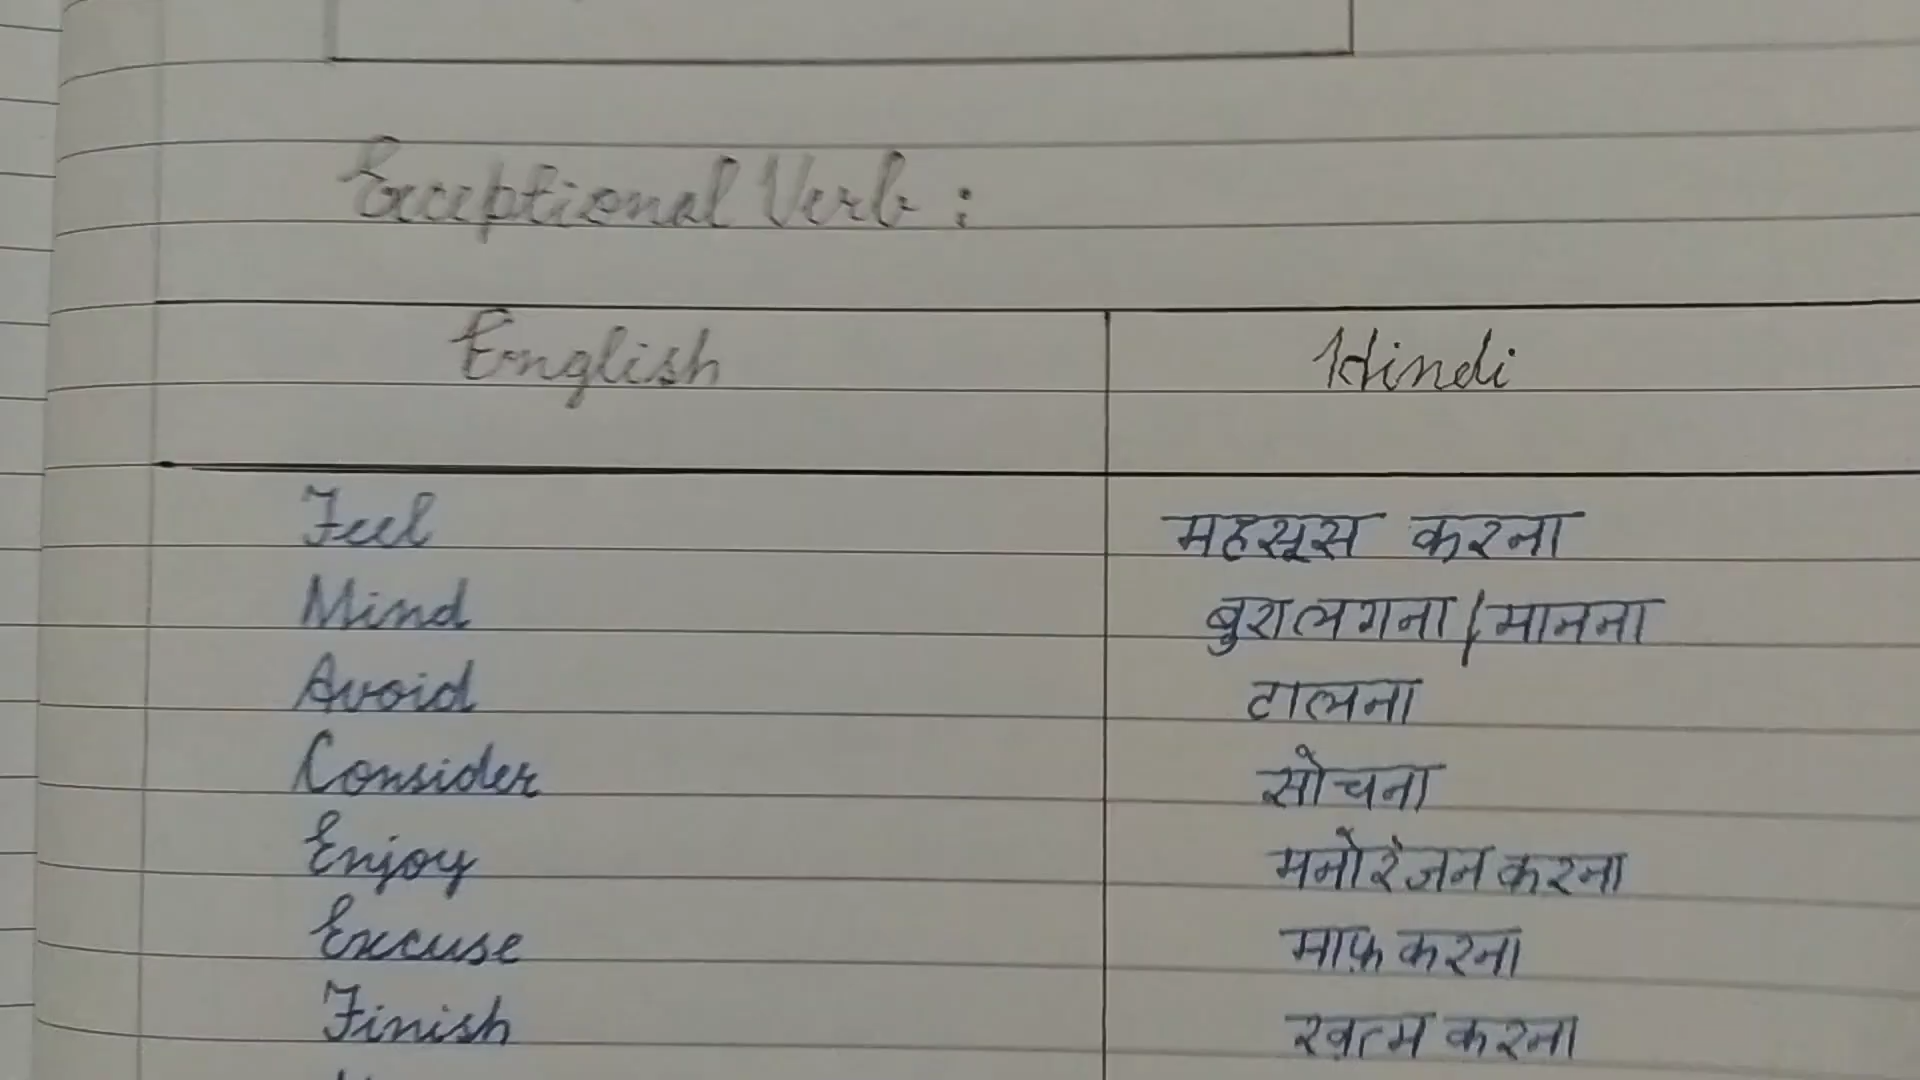 Exceptional Verb :
English Hindi
Feel महसूस करना
Mind बुरा लगना / मानना
Avoid टालना
Consider सोचना
Enjoy मनोरंजन करना
Excuse माफ़ करना
Finish ख़त्म करना